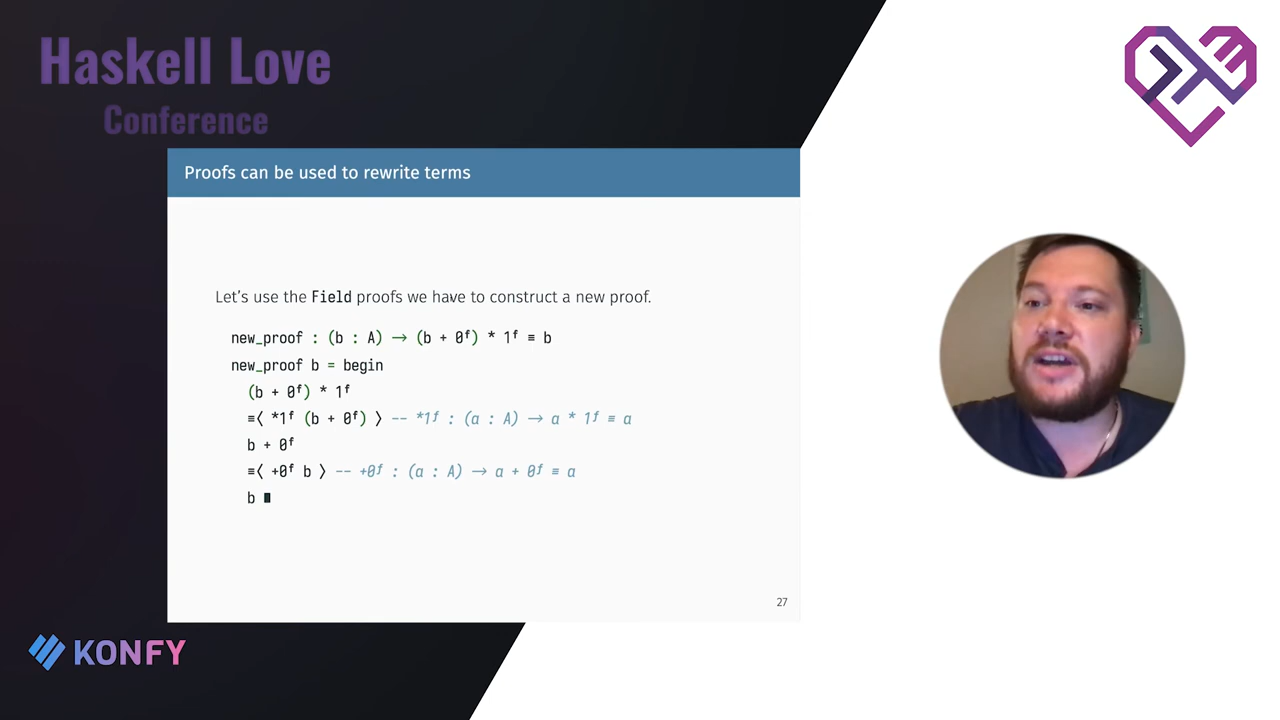 Haskell Love
Conference
Proofs can be used to rewrite terms
Let's use the Field proofs we have to construct a new proof.
new_proof : (b : A) → (b + 0ᶠ) * 1ᶠ ≡ b
new_proof b = begin
(b + 0ᶠ) * 1ᶠ
≡⟨ *1ᶠ (b + 0ᶠ) ⟩ -- *1ᶠ : (a : A) → a * 1ᶠ ≡ a
b + 0ᶠ
≡⟨ +0ᶠ b ⟩ -- +0ᶠ : (a : A) → a + 0ᶠ ≡ a
b ∎
27
KONFY